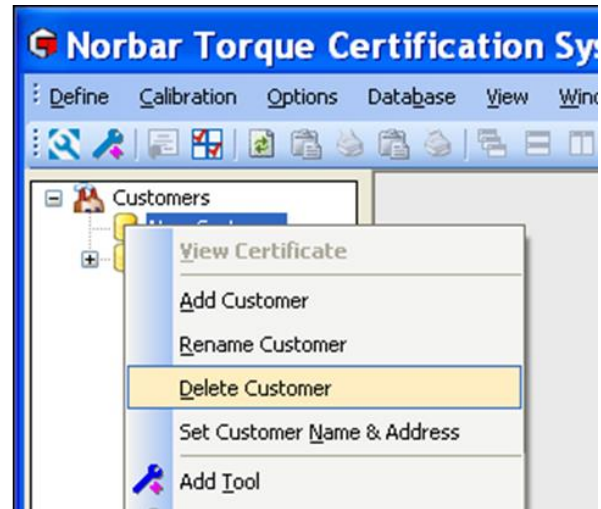 Norbar Torque Certification Sys
Define Calibration Options Database View Wind
Customers
View Certificate
Add Customer
Rename Customer
Delete Customer
Set Customer Name & Address
Add Tool